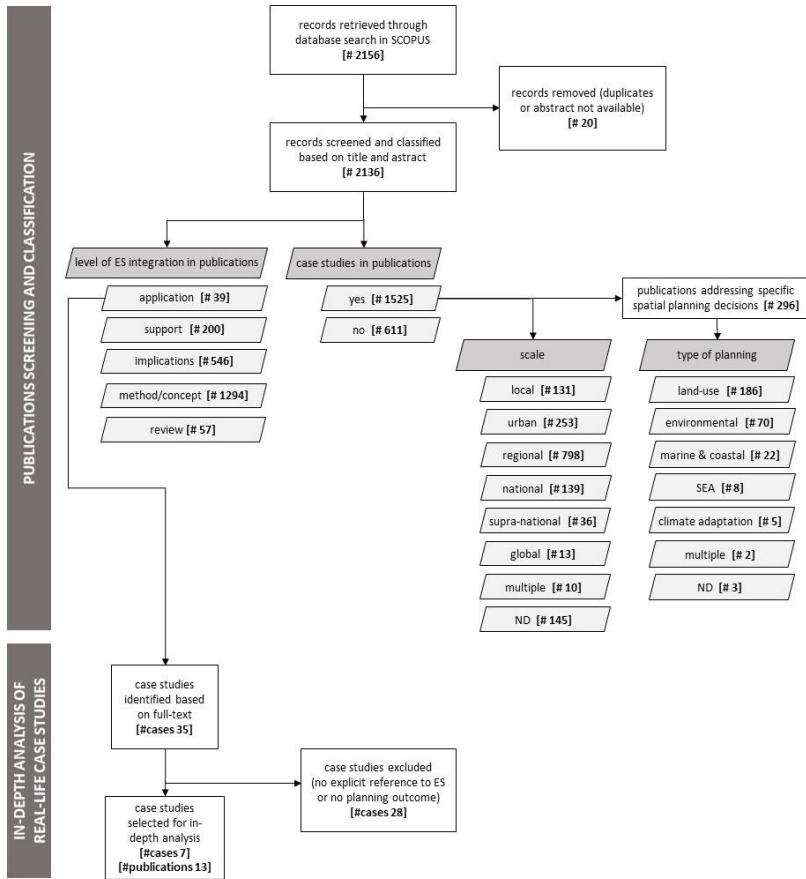 PUBLICATIONS SCREENING AND CLASSIFICATION
records retrieved through
database search in SCOPUS
[# 2156]
records removed (duplicates
or abstract not available)
[# 20]
records screened and classified
based on title and astract
[# 2136]
level of ES integration in publications
application [# 39]
support [# 200]
implications [# 546]
method/concept [# 1294]
review [# 57]
case studies in publications
yes [# 1525]
no [# 611]
publications addressing specific
spatial planning decisions [# 296]
scale
local [# 131]
urban [# 253]
regional [# 798]
national [# 139]
supra-national [# 36]
global [# 13]
multiple [# 10]
ND [# 145]
type of planning
land-use [# 186]
environmental [# 70]
marine & coastal [# 22]
SEA [# 8]
climate adaptation [# 5]
multiple [# 2]
ND [# 3]
IN-DEPTH ANALYSIS OF
REAL-LIFE CASE STUDIES
case studies
identified based
on full-text
[#cases 35]
case studies excluded
(no explicit reference to ES
or no planning outcome)
[#cases 28]
case studies
selected for in-
depth analysis
[#cases 7]
[#publications 13]